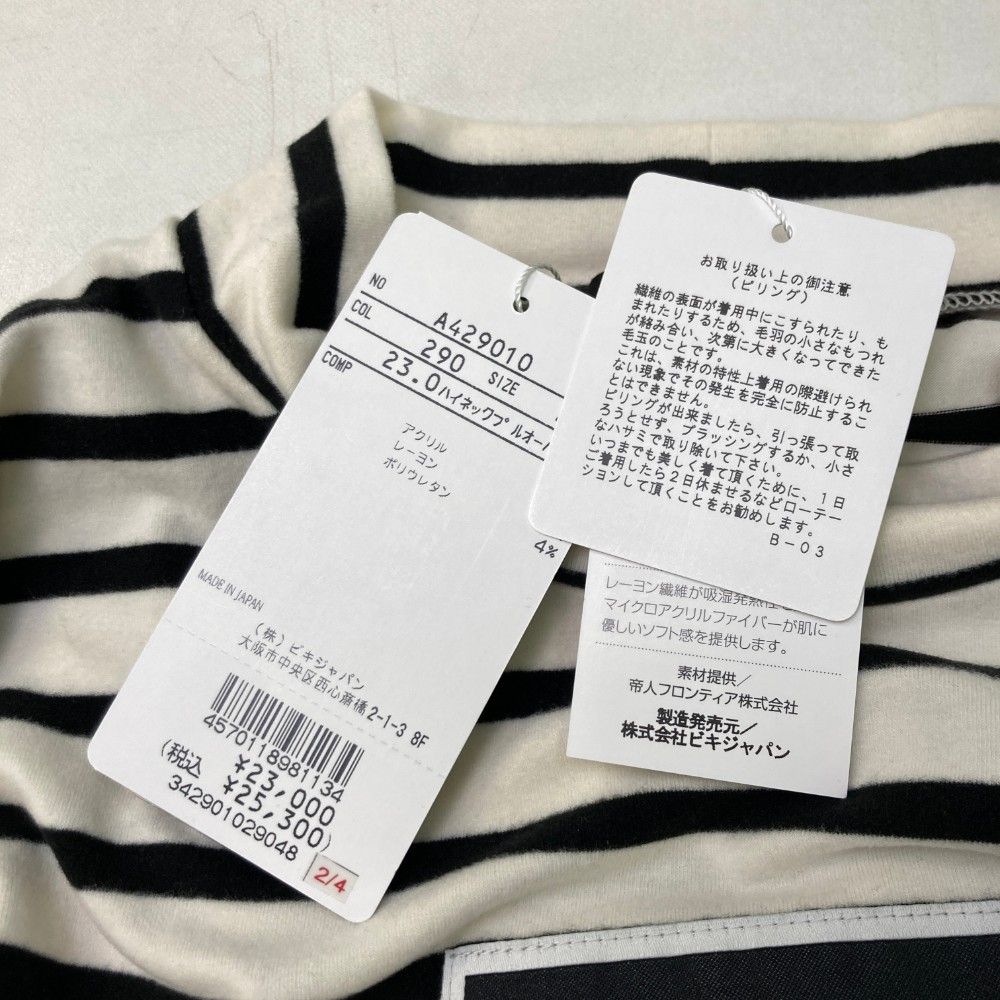 NO A429010
COL 290 SIZE
COMP 23.0ハイネックプルオー
アクリル
レーヨン
ポリウレタン
4%
MADE IN JAPAN
(株)ビキジャパン
大阪市中央区西心斎橋2-1-3 8F
4570118981134
¥23,000
(税込 ¥25,300)
342901029048
2/4
お取り扱い上の御注意
(ピリング)
繊維の表面が着用中にこすられたり、も
まれたりするため、毛羽の小さなもつれ
が絡み合い、次第に大きくなってできた
毛玉のことです。
これは、素材の特性上着用の際避けられ
ない現象でその発生を完全に防止するこ
とはできません。
ピリングが出来ましたら、引っ張って取
ろうとせず、ブラッシングするか、小さ
なハサミで取り除いて下さい。
いつまでも美しく着て頂くために、1日
ご着用したら2日休ませるなどローテー
ションして頂くことをお勧めします。
B-03
レーヨン繊維が吸湿発熱性
マイクロアクリルファイバーが肌に
優しいソフト感を提供します。
素材提供/
帝人フロンティア株式会社
製造発売元/
株式会社ビキジャパン